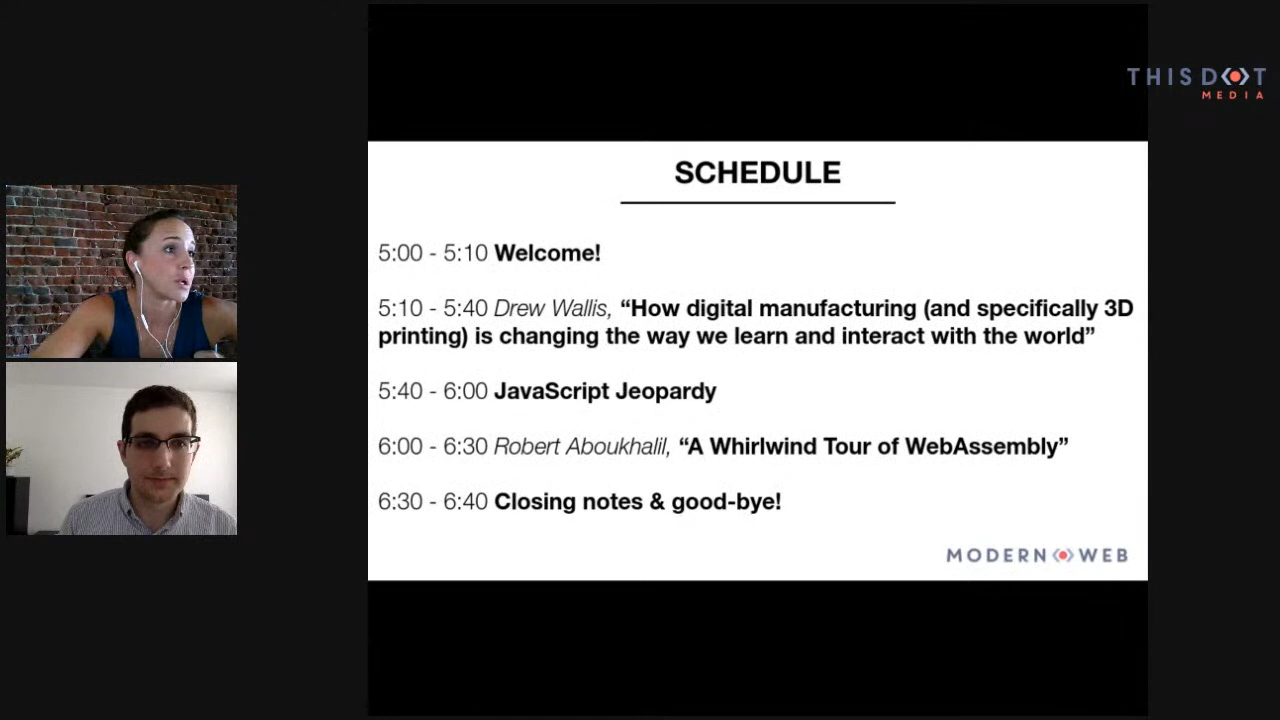 THIS DOT
MEDIA
SCHEDULE
5:00 - 5:10 Welcome!
5:10 - 5:40 Drew Wallis, “How digital manufacturing (and specifically 3D
printing) is changing the way we learn and interact with the world”
5:40 - 6:00 JavaScript Jeopardy
6:00 - 6:30 Robert Aboukhalil, “A Whirlwind Tour of WebAssembly”
6:30 - 6:40 Closing notes & good-bye!
MODERN WEB